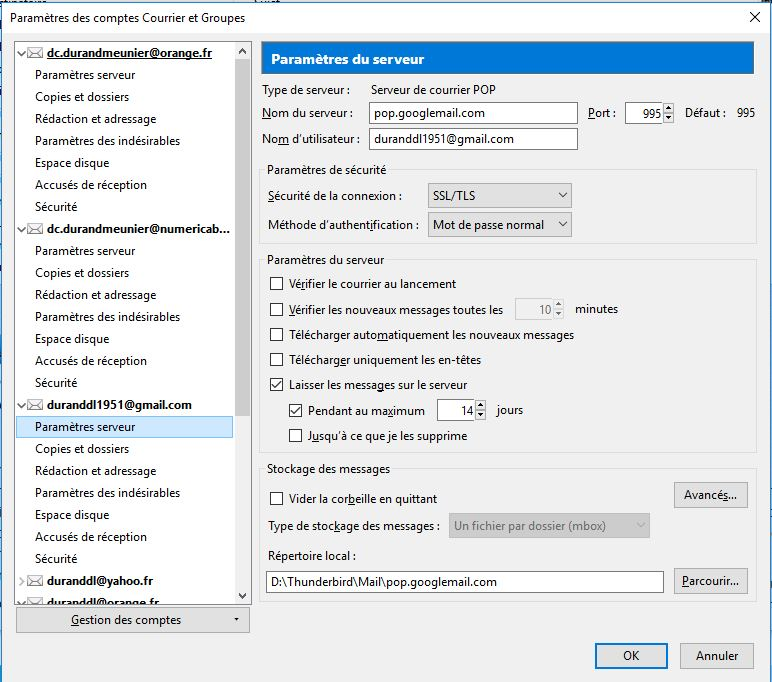 Paramètres des comptes Courrier et Groupes
dc.durandmeunier@orange.fr
Paramètres serveur
Copies et dossiers
Rédaction et adressage
Paramètres des indésirables
Espace disque
Accusés de réception
Sécurité
dc.durandmeunier@numericab...
Paramètres serveur
Copies et dossiers
Rédaction et adressage
Paramètres des indésirables
Espace disque
Accusés de réception
Sécurité
duranddl1951@gmail.com
Paramètres serveur
Copies et dossiers
Rédaction et adressage
Paramètres des indésirables
Espace disque
Accusés de réception
Sécurité
duranddl@yahoo.fr
duranddl@orange.fr
Gestion des comptes
Paramètres du serveur
Type de serveur : Serveur de courrier POP
Nom du serveur : pop.googlemail.com Port : 995 Défaut : 995
Nom d'utilisateur : duranddl1951@gmail.com
Paramètres de sécurité
Sécurité de la connexion : SSL/TLS
Méthode d'authentification : Mot de passe normal
Paramètres du serveur
Vérifier le courrier au lancement
Vérifier les nouveaux messages toutes les 10 minutes
Télécharger automatiquement les nouveaux messages
Télécharger uniquement les en-têtes
Laisser les messages sur le serveur
Pendant au maximum 14 jours
Jusqu'à ce que je les supprime
Stockage des messages
Vider la corbeille en quittant
Avancés...
Type de stockage des messages : Un fichier par dossier (mbox)
Répertoire local :
D:\Thunderbird\Mail\pop.googlemail.com Parcourir...
OK Annuler